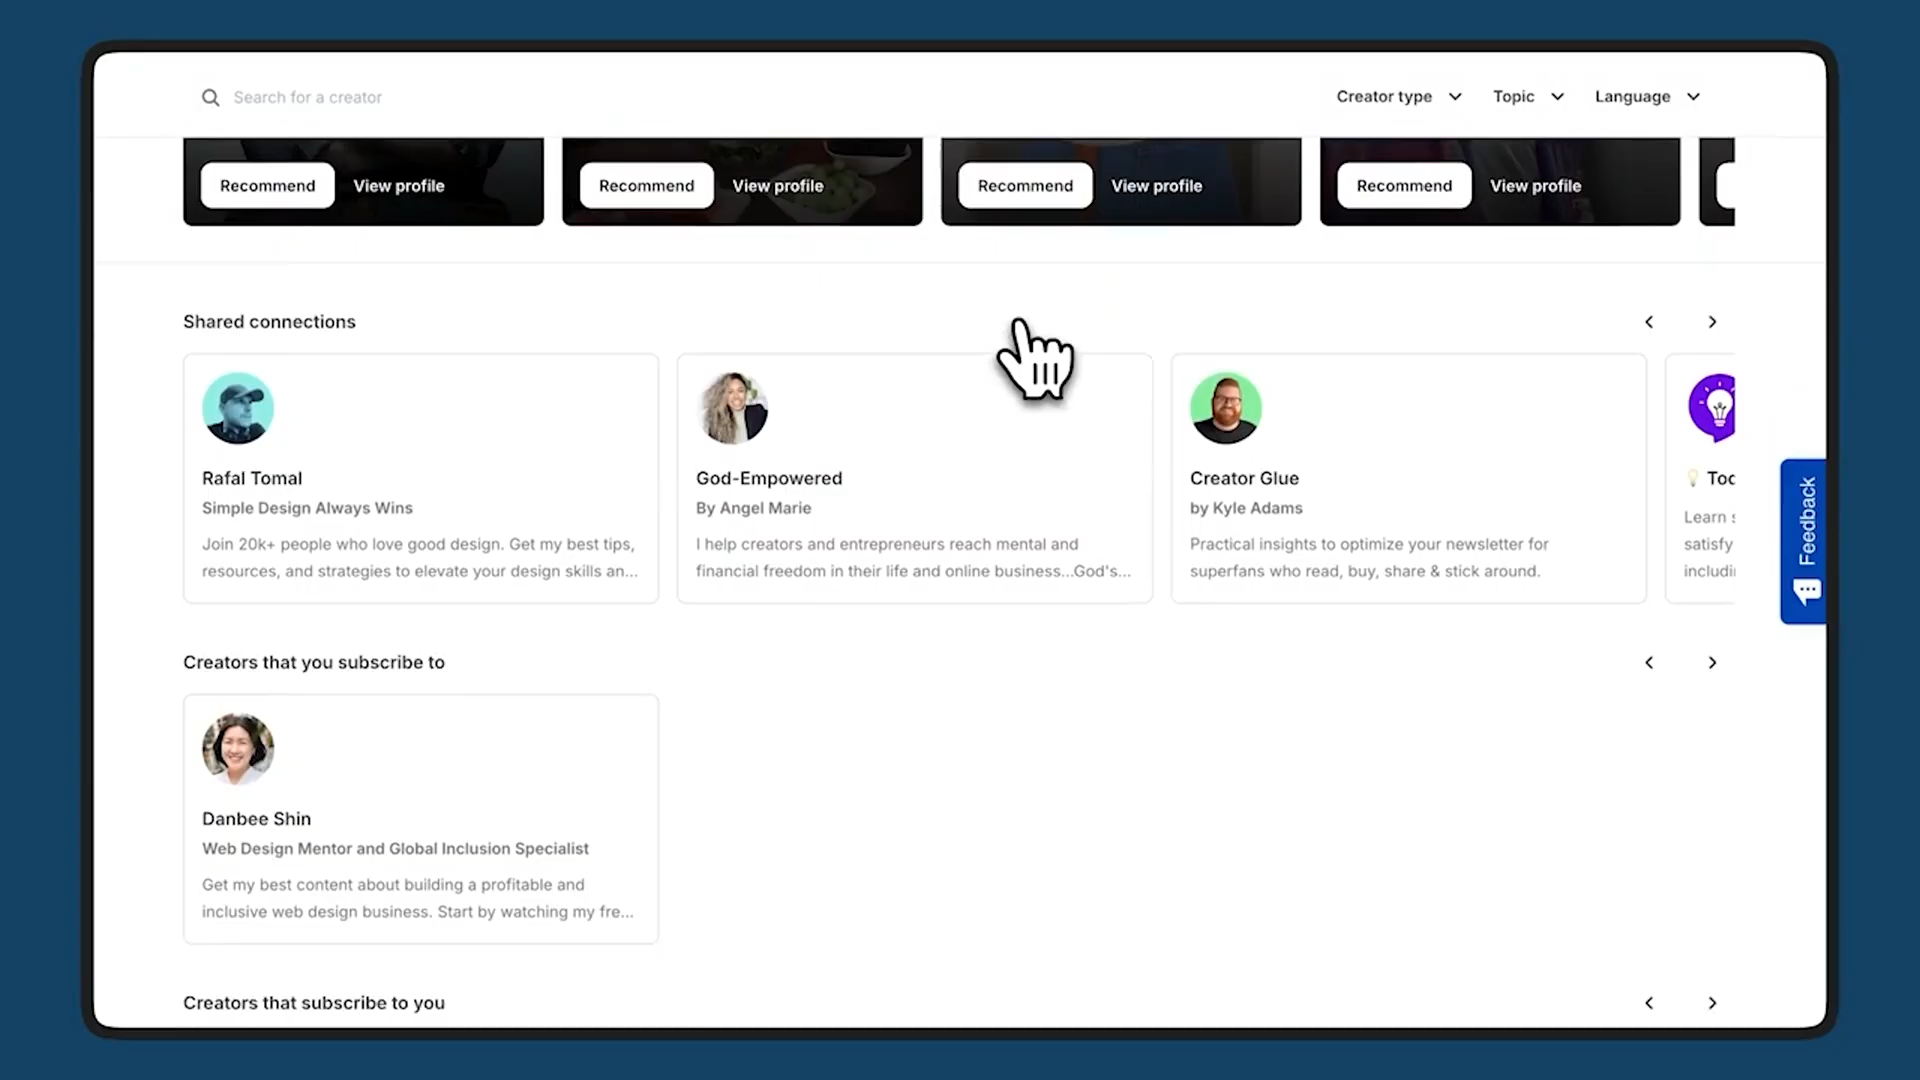 Search for a creator
Creator type
Topic
Language
Recommend
View profile
Recommend
View profile
Recommend
View profile
Recommend
View profile
Shared connections
Rafal Tomal
Simple Design Always Wins
Join 20k+ people who love good design. Get my best tips,
resources, and strategies to elevate your design skills an...
God-Empowered
By Angel Marie
I help creators and entrepreneurs reach mental and
financial freedom in their life and online business...God's...
Creator Glue
by Kyle Adams
Practical insights to optimize your newsletter for
superfans who read, buy, share & stick around.
Learn
satisfy
Feedback
Creators that you subscribe to
Danbee Shin
Web Design Mentor and Global Inclusion Specialist
Get my best content about building a profitable and
inclusive web design business. Start by watching my fre...
Creators that subscribe to you